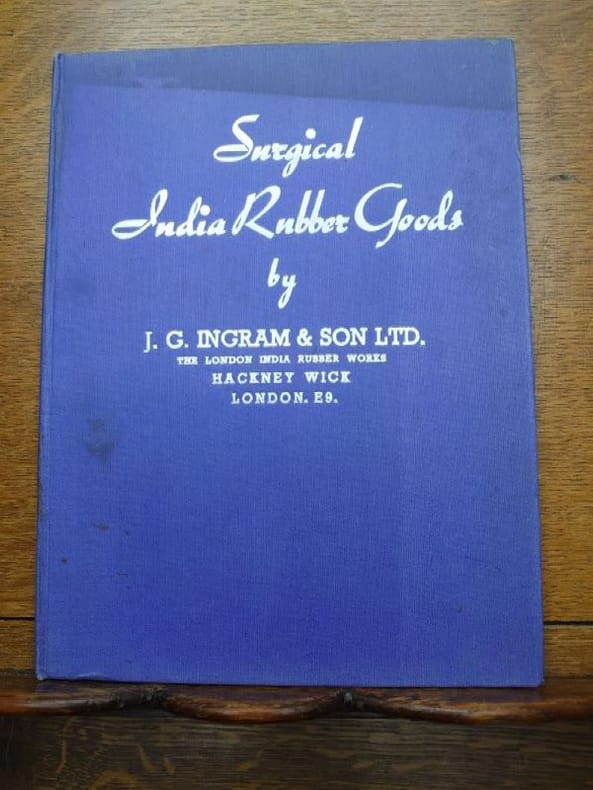 Surgical
India Rubber Goods
by
J. G. INGRAM & SON LTD.
THE LONDON INDIA RUBBER WORKS
HACKNEY WICK
LONDON. E9.